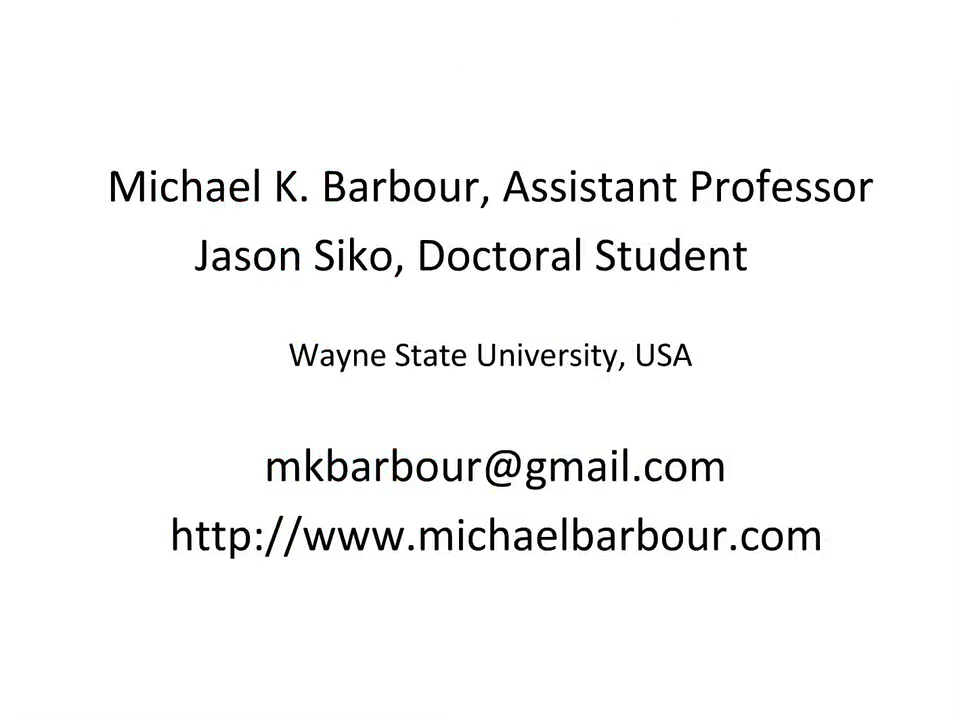 Michael K. Barbour, Assistant Professor
Jason Siko, Doctoral Student
Wayne State University, USA
mkbarbour@gmail.com
http://www.michaelbarbour.com